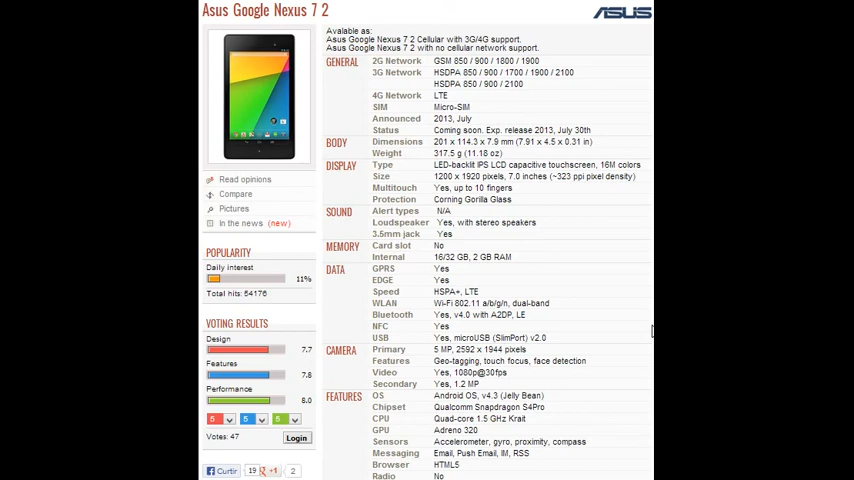 Asus Google Nexus 7 2
ASUS
Available as:
Asus Google Nexus 7 2 Cellular with 3G/4G support.
Asus Google Nexus 7 2 with no cellular network support.
GENERAL 2G Network GSM 850 / 900 / 1800 / 1900
3G Network HSDPA 850 / 900 / 1700 / 1900 / 2100
HSDPA 850 / 900 / 2100
4G Network LTE
SIM Micro-SIM
Announced 2013, July
Status Coming soon. Exp. release 2013, July 30th
BODY Dimensions 201 x 114.3 x 7.9 mm (7.91 x 4.5 x 0.31 in)
Weight 317.5 g (11.18 oz)
DISPLAY Type LED-backlit IPS LCD capacitive touchscreen, 16M colors
Size 1200 x 1920 pixels, 7.0 inches (~323 ppi pixel density)
Multitouch Yes, up to 10 fingers
Protection Corning Gorilla Glass
SOUND Alert types N/A
Loudspeaker Yes, with stereo speakers
3.5mm jack Yes
MEMORY Card slot No
Internal 16/32 GB, 2 GB RAM
DATA GPRS Yes
EDGE Yes
Speed HSPA+, LTE
WLAN Wi-Fi 802.11 a/b/g/n, dual-band
Bluetooth Yes, v4.0 with A2DP, LE
NFC Yes
USB Yes, microUSB (SlimPort) v2.0
CAMERA Primary 5 MP, 2592 x 1944 pixels
Features Geo-tagging, touch focus, face detection
Video Yes, 1080p@30fps
Secondary Yes, 1.2 MP
FEATURES OS Android OS, v4.3 (Jelly Bean)
Chipset Qualcomm Snapdragon S4Pro
CPU Quad-core 1.5 GHz Krait
GPU Adreno 320
Sensors Accelerometer, gyro, proximity, compass
Messaging Email, Push Email, IM, RSS
Browser HTML5
Radio No
Read opinions
Compare
Pictures
In the news (new)
POPULARITY
Daily interest
11%
Total hits: 54176
VOTING RESULTS
Design
7.7
Features
7.8
Performance
8.0
5 5 5
Votes: 47 Login
Curtir 19 +1 2